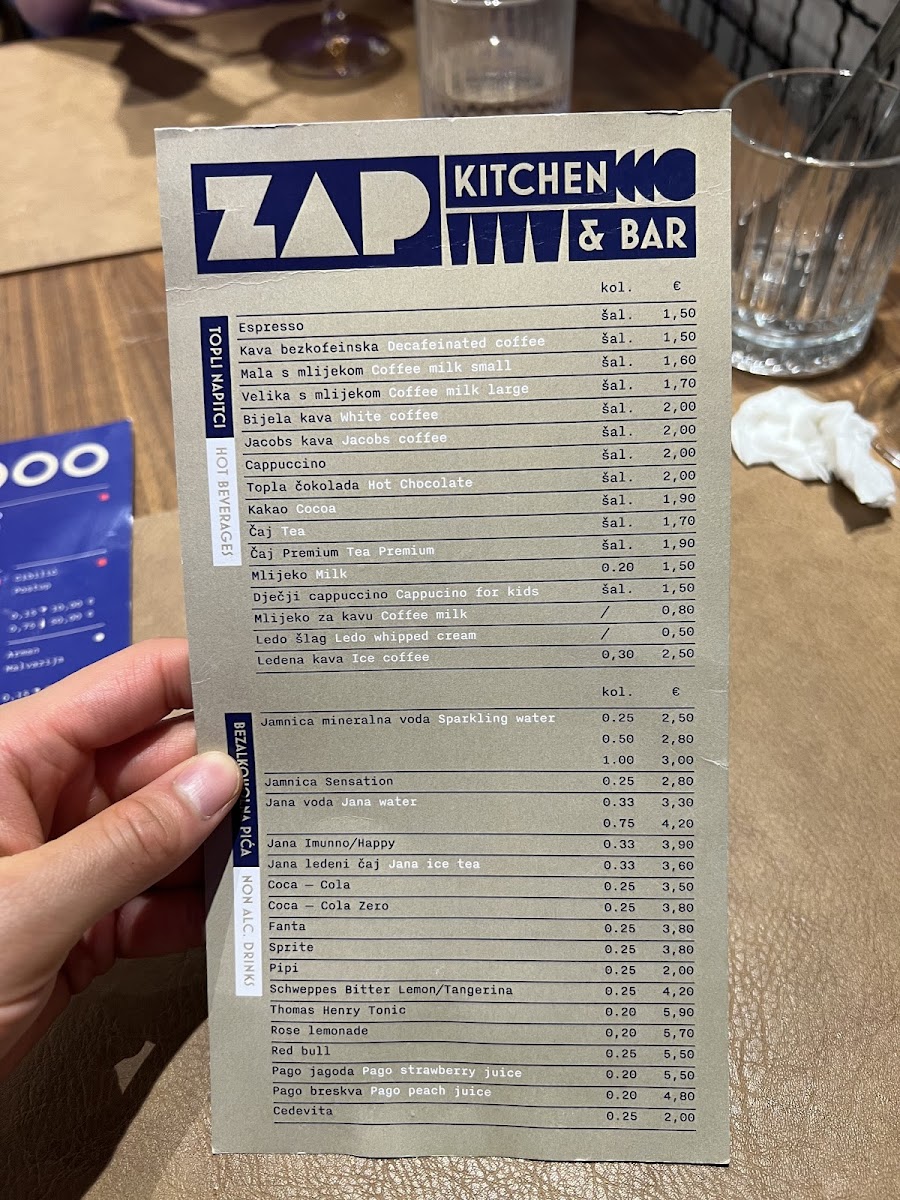 ZAP KITCHEN
& BAR
kol. €
TOPLI NAPITCI
HOT BEVERAGES
Espresso šal. 1,50
Kava bezkofeinska Decafeinated coffee šal. 1,50
Mala s mlijekom Coffee milk small šal. 1,60
Velika s mlijekom Coffee milk large šal. 1,70
Bijela kava White coffee šal. 2,00
Jacobs kava Jacobs coffee šal. 2,00
Cappuccino šal. 2,00
Topla čokolada Hot Chocolate šal. 2,00
Kakao Cocoa šal. 1,90
Čaj Tea šal. 1,70
Čaj Premium Tea Premium šal. 1,90
Mlijeko Milk 0.20 1,50
Dječji cappuccino Cappucino for kids šal. 1,50
Mlijeko za kavu Coffee milk / 0,80
Ledo šlag Ledo whipped cream / 0,50
Ledena kava Ice coffee 0,30 2,50
kol. €
BEZALKOHOLNA PIĆA
NON ALC. DRINKS
Jamnica mineralna voda Sparkling water 0.25 2,50
0.50 2,80
1.00 3,00
Jamnica Sensation 0.25 2,80
Jana voda Jana water 0.33 3,30
0.75 4,20
Jana Imunno/Happy 0.33 3,90
Jana ledeni čaj Jana ice tea 0.33 3,60
Coca – Cola 0.25 3,50
Coca – Cola Zero 0.25 3,80
Fanta 0.25 3,80
Sprite 0.25 3,80
Pipi 0.25 2,00
Schweppes Bitter Lemon/Tangerina 0.25 4,20
Thomas Henry Tonic 0.20 5,90
Rose lemonade 0,20 5,70
Red bull 0.25 5,50
Pago jagoda Pago strawberry juice 0.20 5,50
Pago breskva Pago peach juice 0.20 4,80
Cedevita 0.25 2,00
Postup
Arman
Malvazija